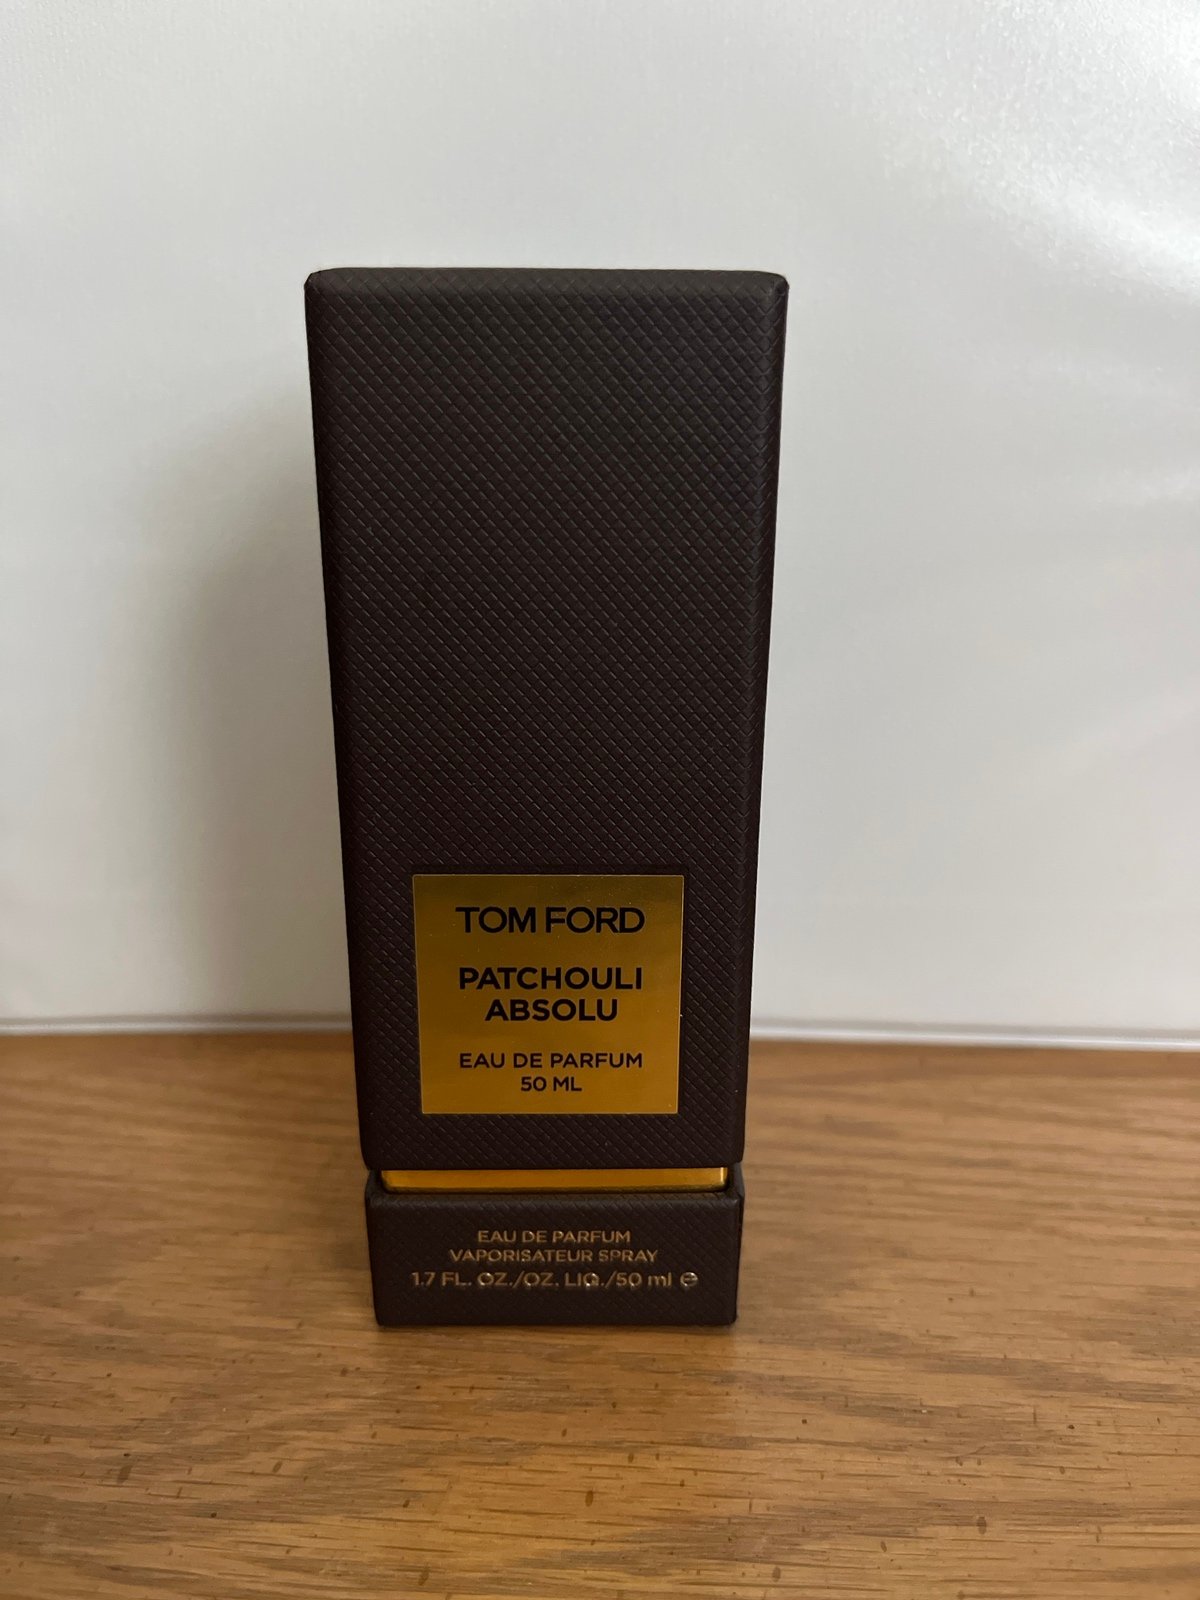 TOM FORD
PATCHOULI
ABSOLU
EAU DE PARFUM
50 ML
EAU DE PARFUM
VAPORISATEUR SPRAY
1.7 FL. OZ./OZ. LIQ./50 ml ℮